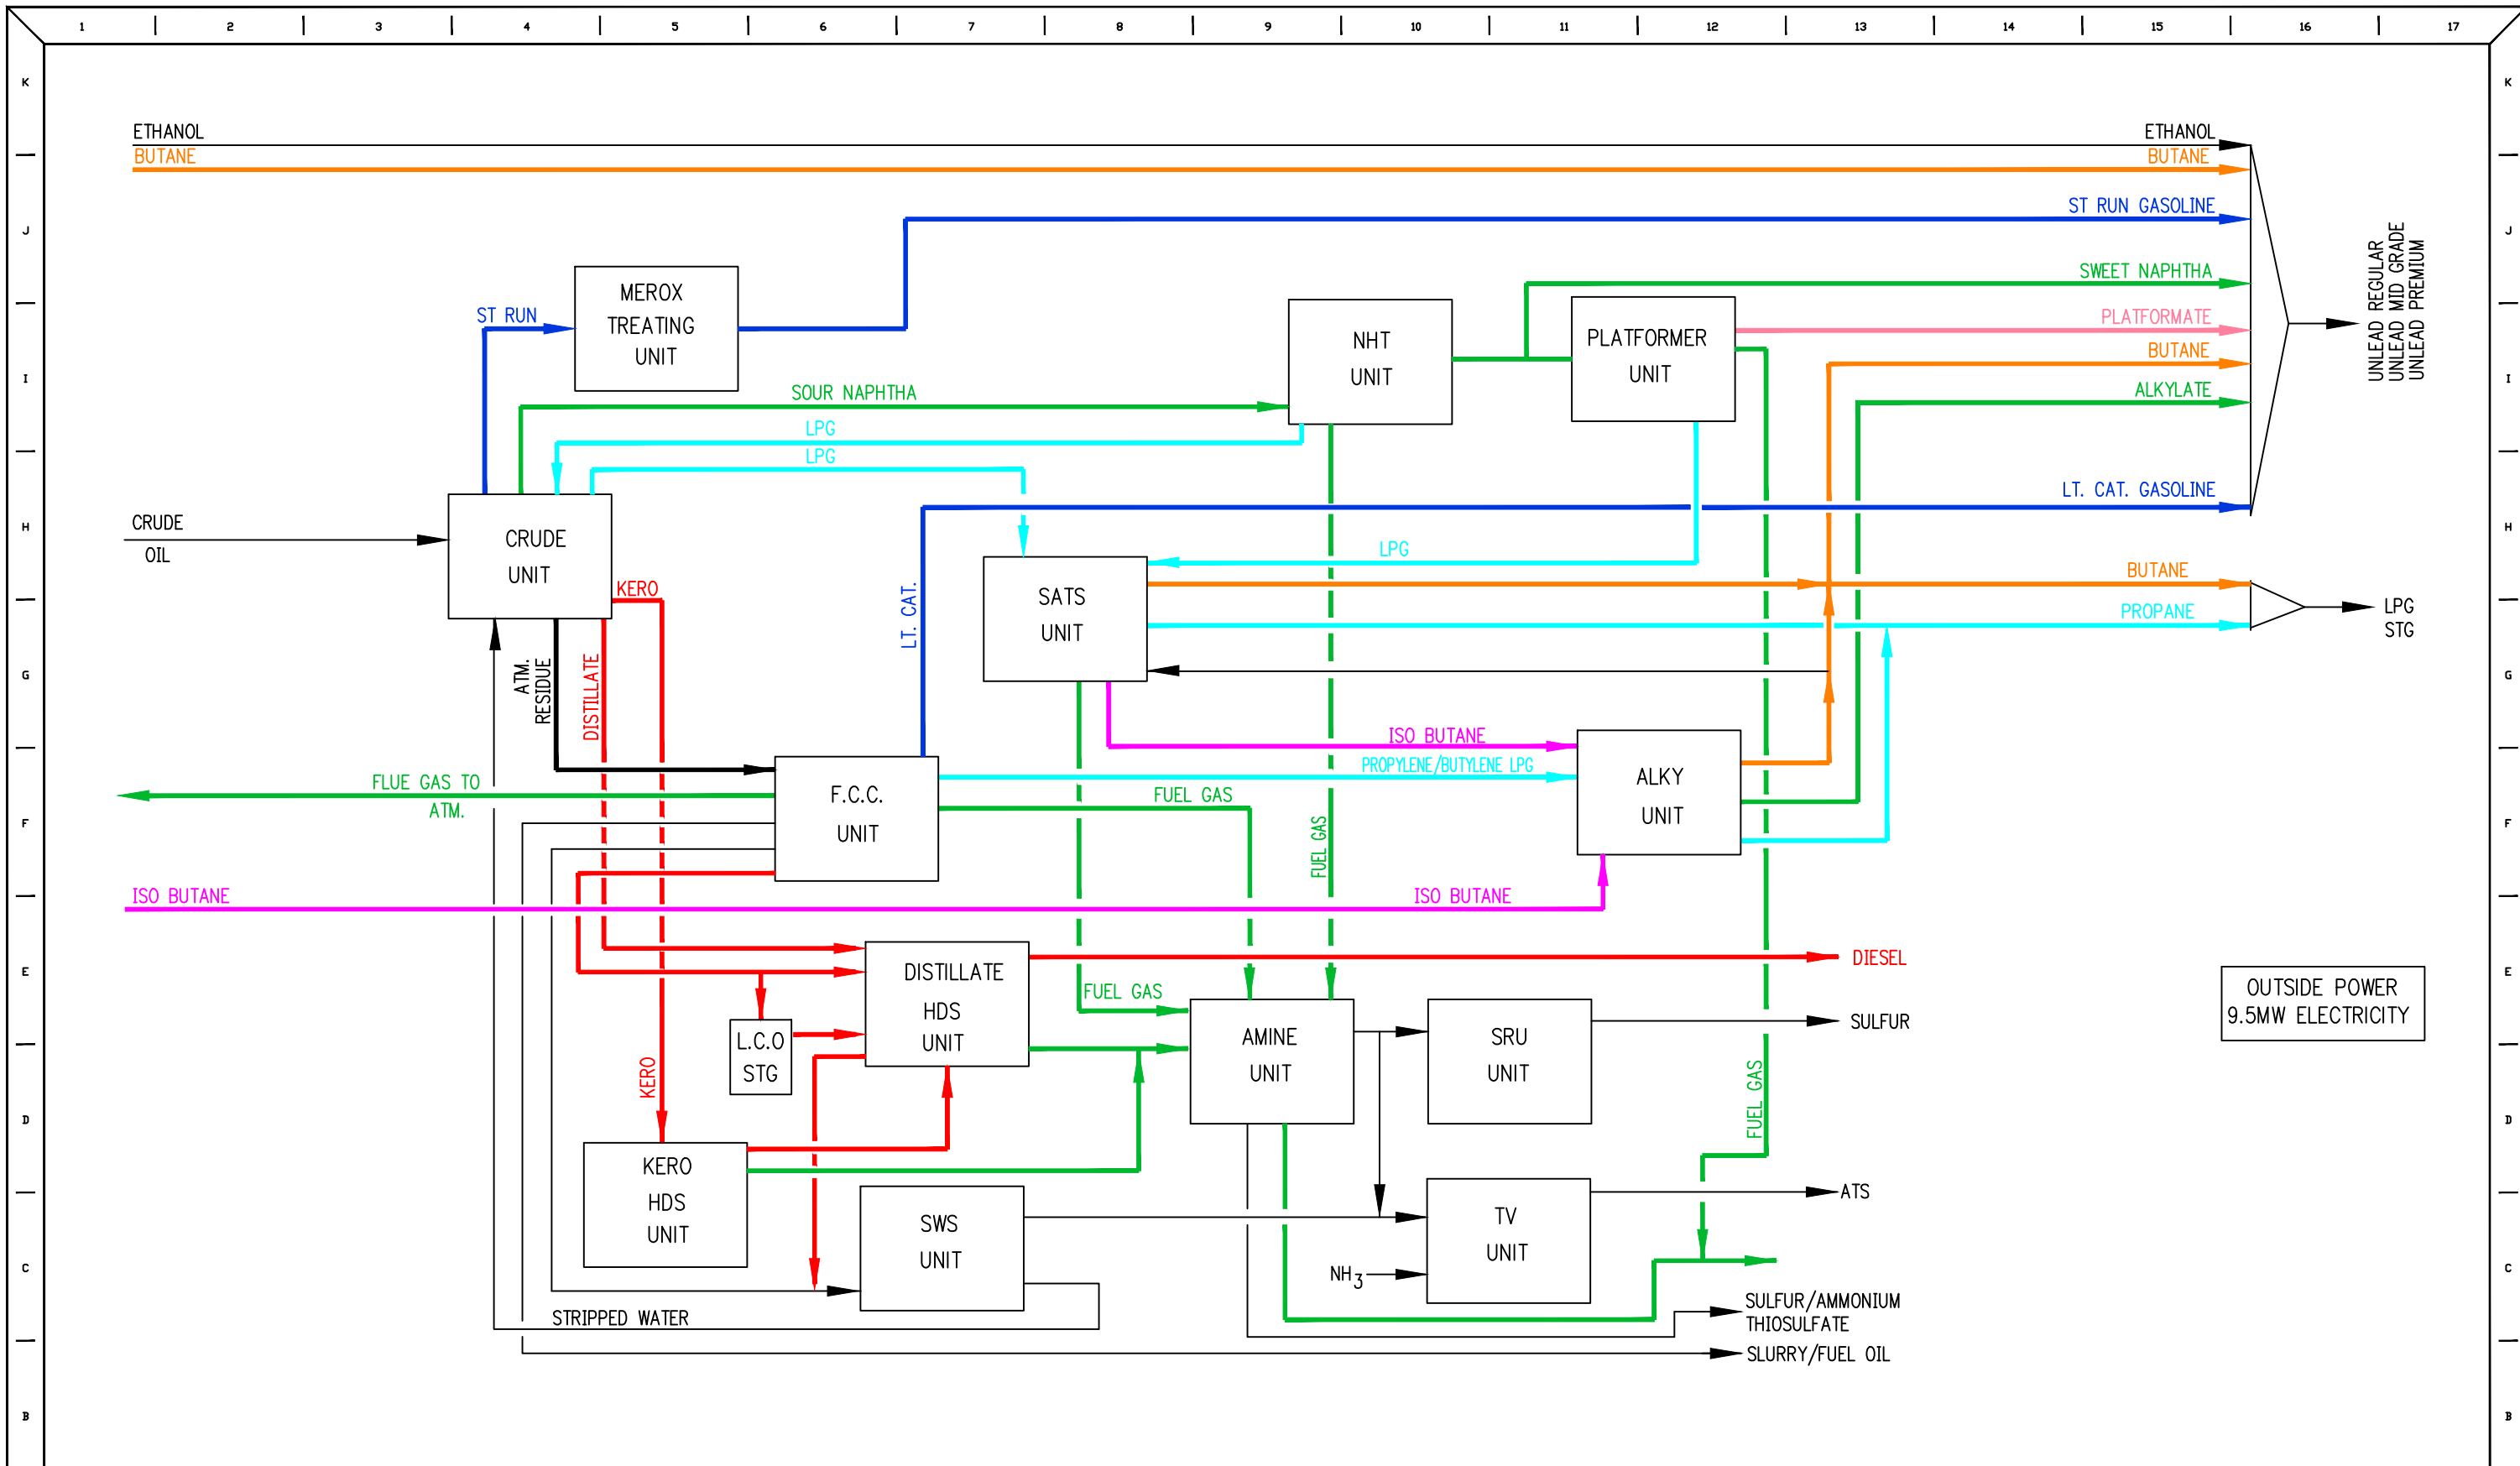 1 2 3 4 5 6 7 8 9 10 11 12 13 14 15 16 17
K K
ETHANOL ETHANOL
BUTANE BUTANE
ST RUN GASOLINE
J J
UNLEAD REGULAR
UNLEAD MID GRADE
UNLEAD PREMIUM
SWEET NAPHTHA
MEROX
TREATING
UNIT
ST RUN
PLATFORMATE
NHT
UNIT
PLATFORMER
UNIT
BUTANE
I I
ALKYLATE
SOUR NAPHTHA
LPG
LPG
LT. CAT. GASOLINE
CRUDE
OIL
H H
CRUDE
UNIT
LPG
BUTANE
KERO
SATS
UNIT
LT. CAT.
PROPANE
LPG
STG
ATM.
RESIDUE
DISTILLATE
G G
ISO BUTANE
PROPYLENE/BUTYLENE LPG
ALKY
UNIT
FLUE GAS TO
ATM.
F.C.C.
UNIT
FUEL GAS
F F
FUEL GAS
ISO BUTANE ISO BUTANE
DIESEL
E E
DISTILLATE
HDS
UNIT
FUEL GAS
OUTSIDE POWER
9.5MW ELECTRICITY
L.C.O
STG
AMINE
UNIT
SRU
UNIT
SULFUR
KERO
FUEL GAS
D D
KERO
HDS
UNIT
SWS
UNIT
TV
UNIT
ATS
NH3
C C
STRIPPED WATER
SULFUR/AMMONIUM
THIOSULFATE
SLURRY/FUEL OIL
B B